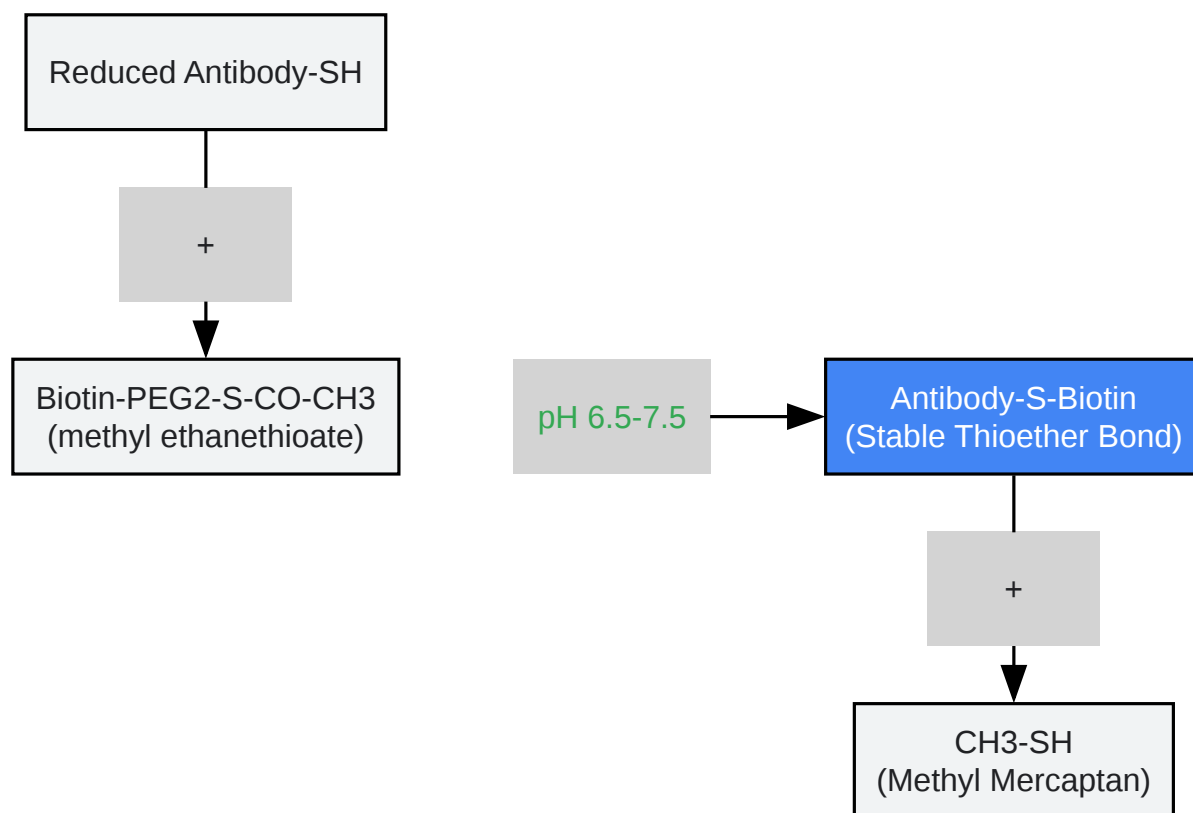 Reduced Antibody-SH
+
Biotin-PEG2-S-CO-CH3
(methyl ethanethioate)
pH 6.5-7.5
Antibody-S-Biotin
(Stable Thioether Bond)
+
CH3-SH
(Methyl Mercaptan)